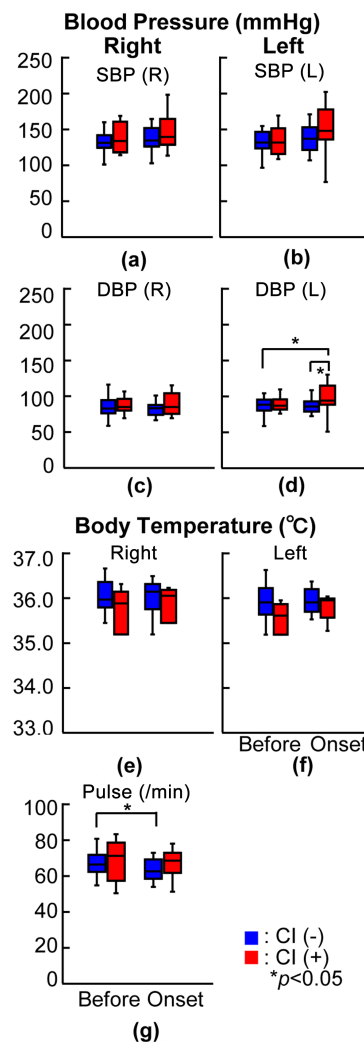 Blood Pressure (mmHg)
Right Left
SBP (R) SBP (L)
250
200
150
100
50
0
(a) (b)
DBP (R) DBP (L)
250
200
150
100
50
0
*
*
(c) (d)
Body Temperature (℃)
Right Left
37.0
36.0
35.0
34.0
33.0
Before Onset
(e) (f)
Pulse (/min)
100
80
60
40
20
0
*
Before Onset
(g)
: CI (-)
: CI (+)
*p<0.05